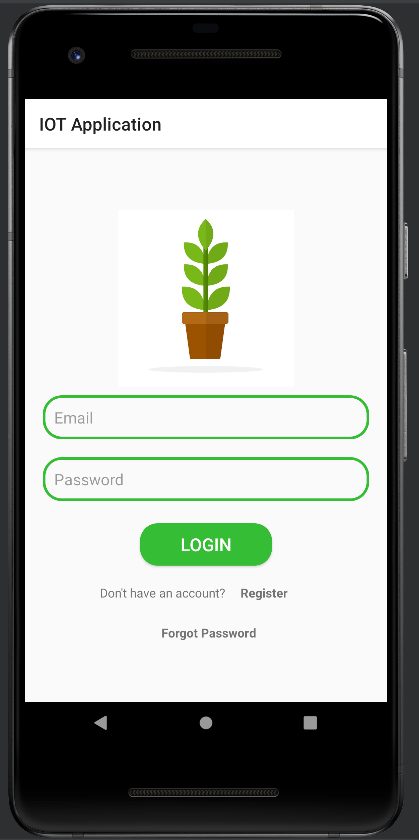 IOT Application
Email
Password
LOGIN
Don't have an account? Register
Forgot Password